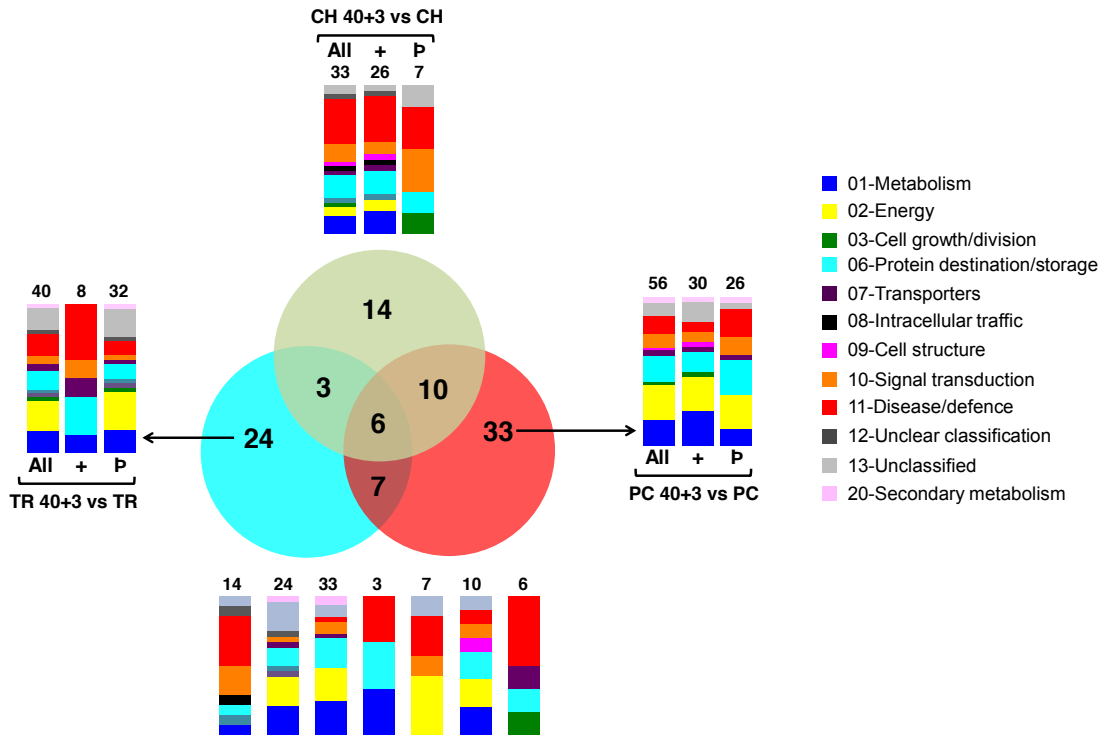 CH 40+3 vs CH
All + Þ
33 26 7
01-Metabolism
02-Energy
03-Cell growth/division
06-Protein destination/storage
07-Transporters
08-Intracellular traffic
09-Cell structure
10-Signal transduction
11-Disease/defence
12-Unclear classification
13-Unclassified
20-Secondary metabolism
40 8 32
All + Þ
TR 40+3 vs TR
14
3
10
6
24
33
7
56 30 26
All + Þ
PC 40+3 vs PC
14 24 33 3 7 10 6